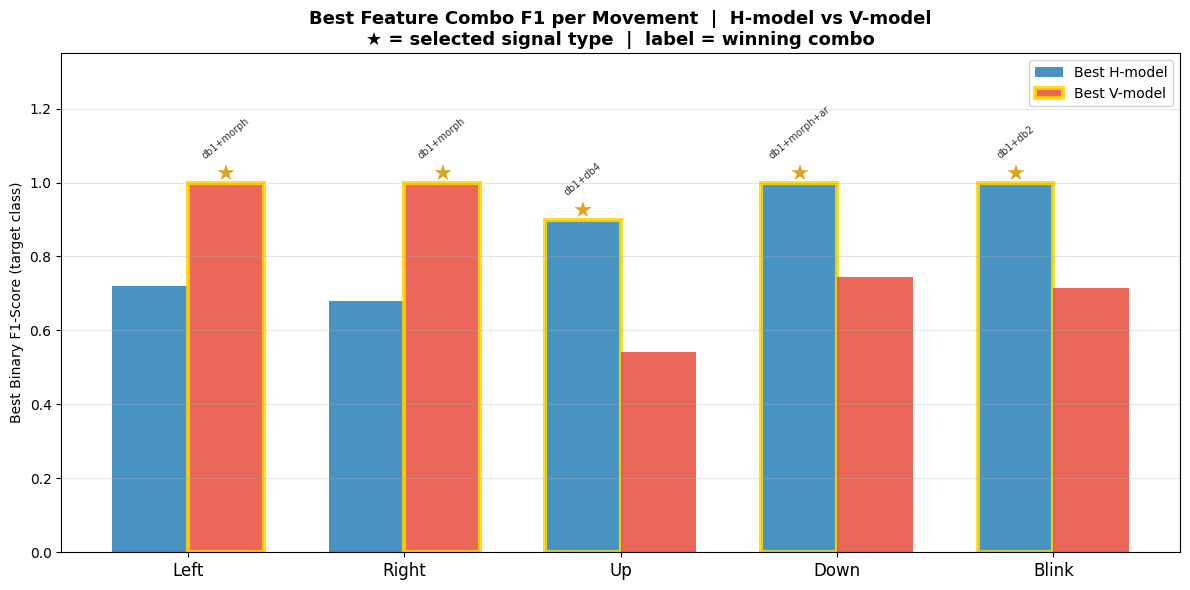 Best Feature Combo F1 per Movement | H-model vs V-model
★ = selected signal type | label = winning combo
Best H-model
Best V-model
Best Binary F1-Score (target class)
1.2
1.0
0.8
0.6
0.4
0.2
0.0
db1+morph
db1+morph
db1+db4
db1+morph+ar
db1+db2
Left
Right
Up
Down
Blink